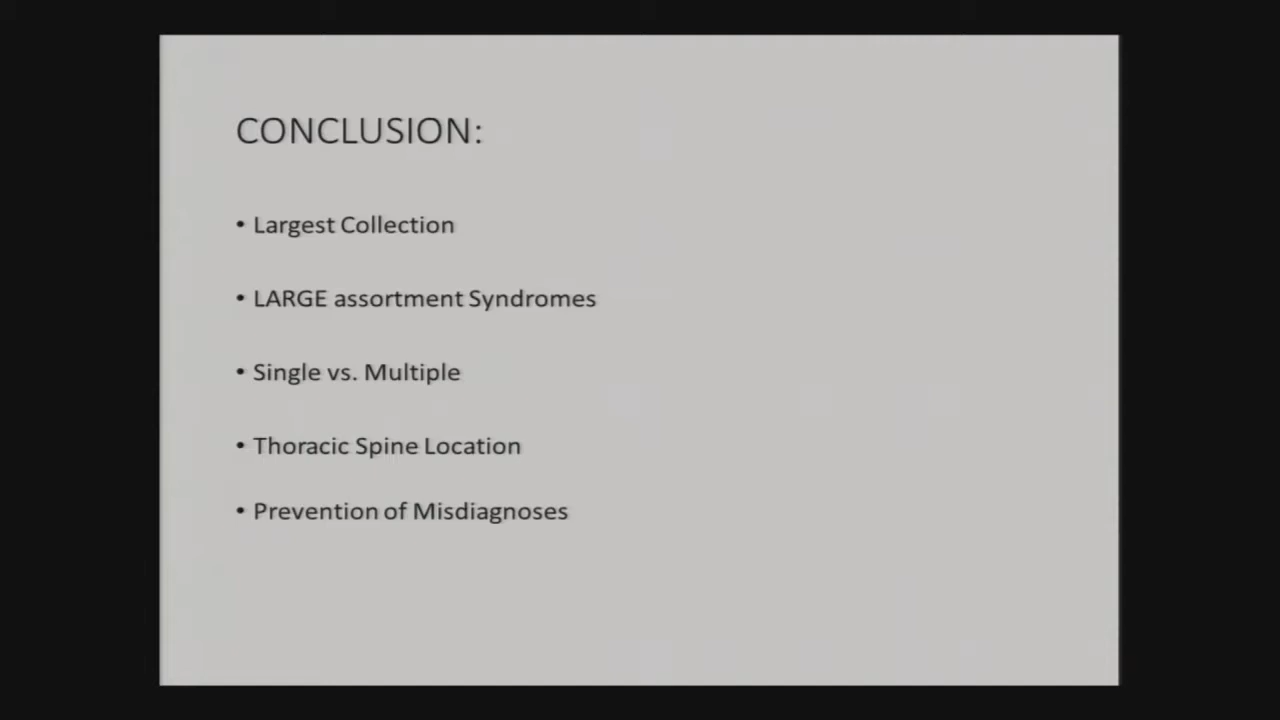 CONCLUSION:
• Largest Collection
• LARGE assortment Syndromes
• Single vs. Multiple
• Thoracic Spine Location
• Prevention of Misdiagnoses